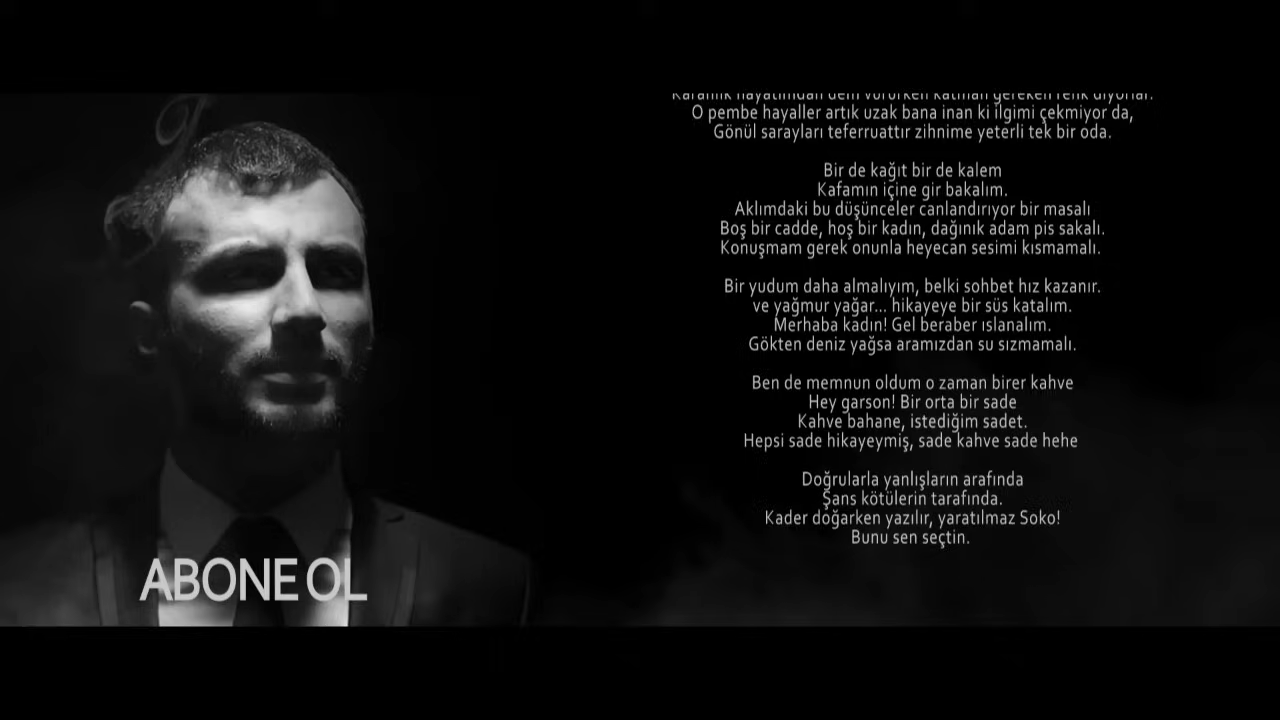 ABONE OL
O pembe hayaller artık uzak bana inan ki ilgimi çekmiyor da,
Gönül sarayları teferruattır zihnime yeterli tek bir oda.
Bir de kağıt bir de kalem
Kafamın içine gir bakalım.
Aklımdaki bu düşünceler canlandırıyor bir masalı
Boş bir cadde, hoş bir kadın, dağınık adam pis sakalı.
Konuşmam gerek onunla heyecan sesimi kısmamalı.
Bir yudum daha almalıyım, belki sohbet hız kazanır.
ve yağmur yağar... hikayeye bir süs katalım.
Merhaba kadın! Gel beraber ıslanalım.
Gökten deniz yağsa aramızdan su sızmamalı.
Ben de memnun oldum o zaman birer kahve
Hey garson! Bir orta bir sade
Kahve bahane, istediğim sadet.
Hepsi sade hikayeymiş, sade kahve sade hehe
Doğrularla yanlışların arafında
Şans kötülerin tarafında.
Kader doğarken yazılır, yaratılmaz Soko!
Bunu sen seçtin.